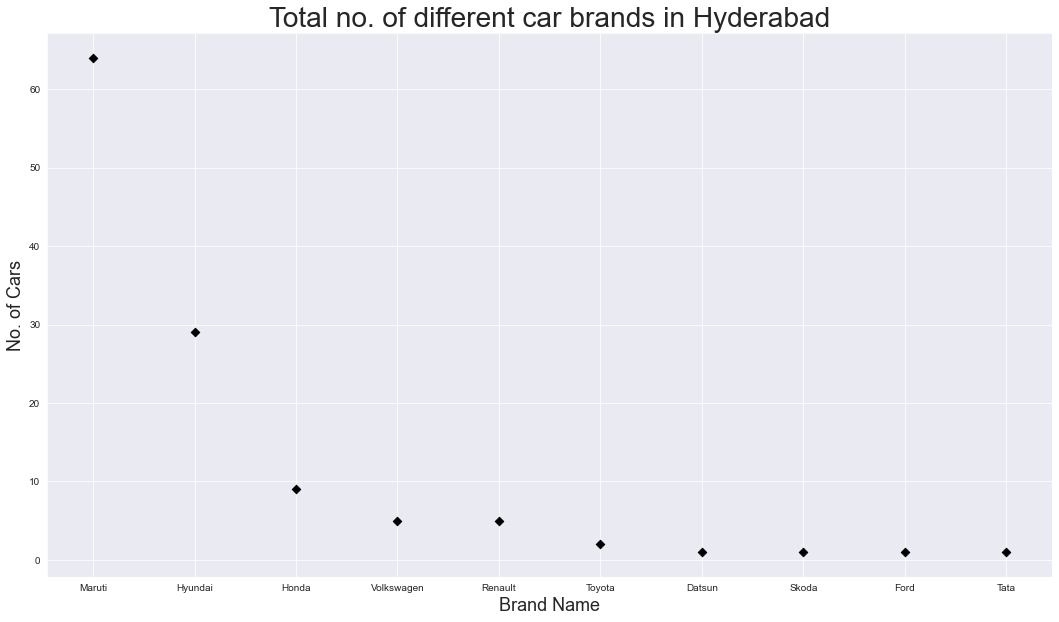 Total no. of different car brands in Hyderabad
60
50
40
30
20
10
0
No. of Cars
Maruti Hyundai Honda Volkswagen Renault Toyota Datsun Skoda Ford Tata
Brand Name